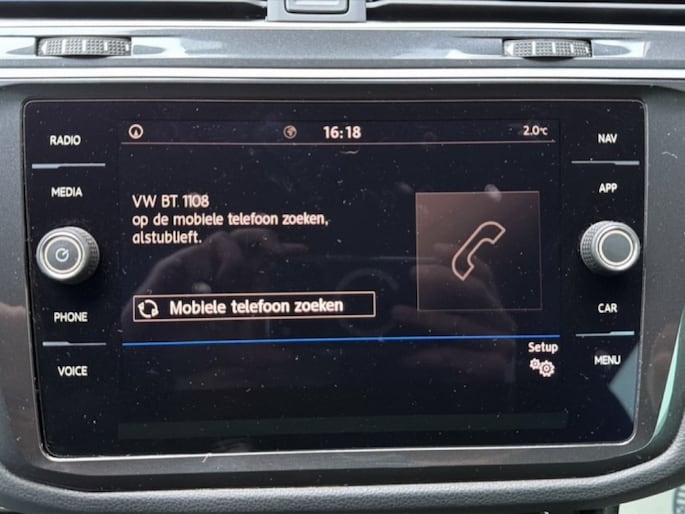 RADIO
MEDIA
PHONE
VOICE
16:18
2.0°C
VW BT 1108
op de mobiele telefoon zoeken,
alstublieft.
Mobiele telefoon zoeken
Setup
NAV
APP
CAR
MENU